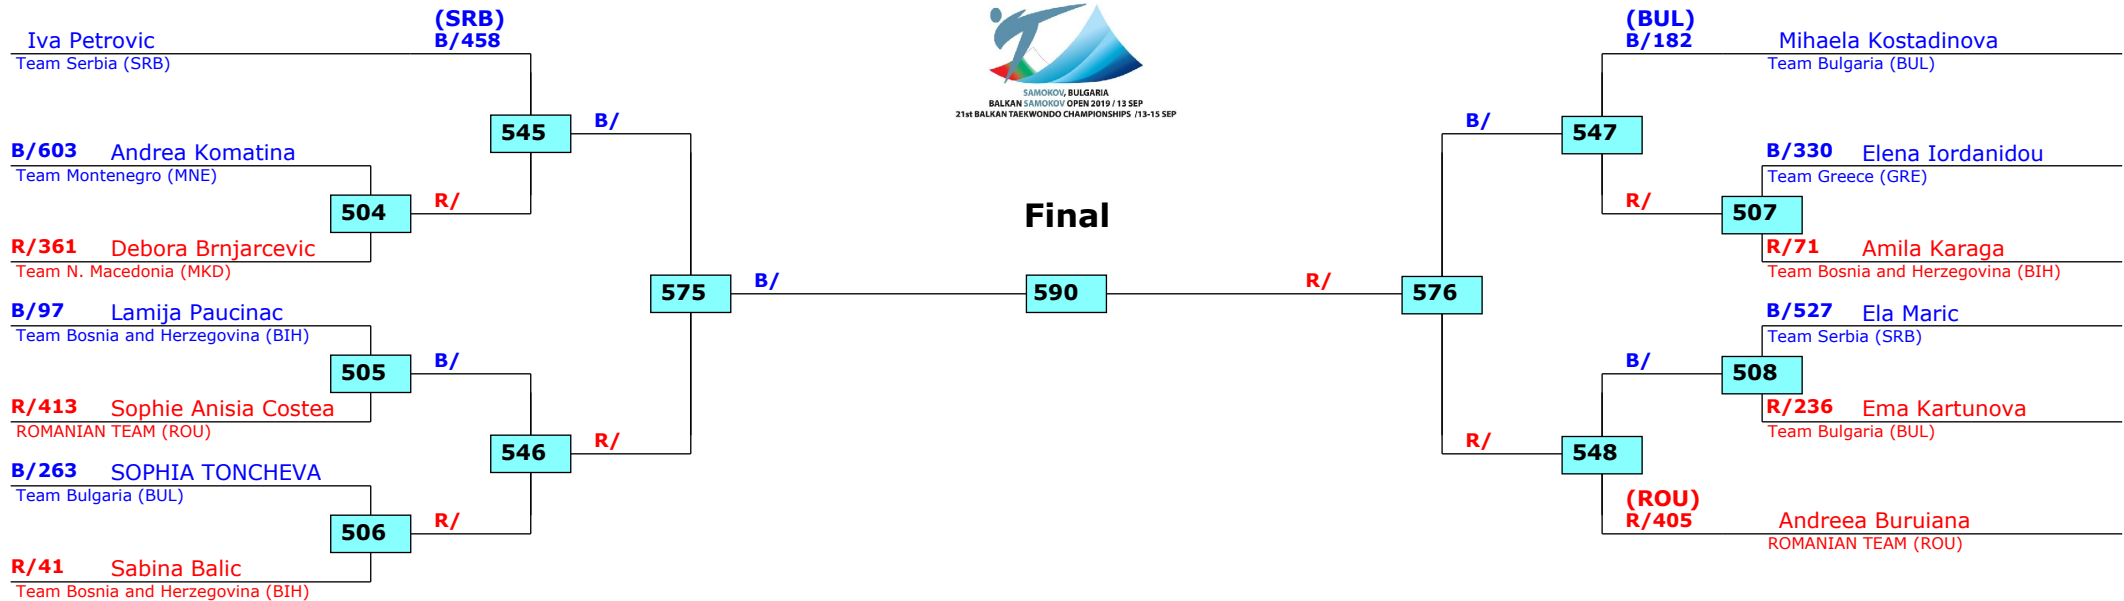 (SRB)
Iva Petrovic B/458
Team Serbia (SRB)
545
B/
B/603 Andrea Komatina
Team Montenegro (MNE)
504
R/
R/361 Debora Brnjarcevic
Team N. Macedonia (MKD)
575
B/
B/97 Lamija Paucinac
Team Bosnia and Herzegovina (BIH)
505
B/
R/413 Sophie Anisia Costea
ROMANIAN TEAM (ROU)
546
R/
B/263 SOPHIA TONCHEVA
Team Bulgaria (BUL)
506
R/
R/41 Sabina Balic
Team Bosnia and Herzegovina (BIH)
SAMOKOV, BULGARIA
BALKAN SAMOKOV OPEN 2019 / 13 SEP
21st BALKAN TAEKWONDO CHAMPIONSHIPS /13-15 SEP
Final
590
(BUL)
B/182 Mihaela Kostadinova
Team Bulgaria (BUL)
B/
547
B/330 Elena Iordanidou
Team Greece (GRE)
R/
507
R/71 Amila Karaga
Team Bosnia and Herzegovina (BIH)
R/
576
B/527 Ela Maric
Team Serbia (SRB)
B/
508
R/236 Ema Kartunova
Team Bulgaria (BUL)
R/
548
(ROU)
R/405 Andreea Buruiana
ROMANIAN TEAM (ROU)